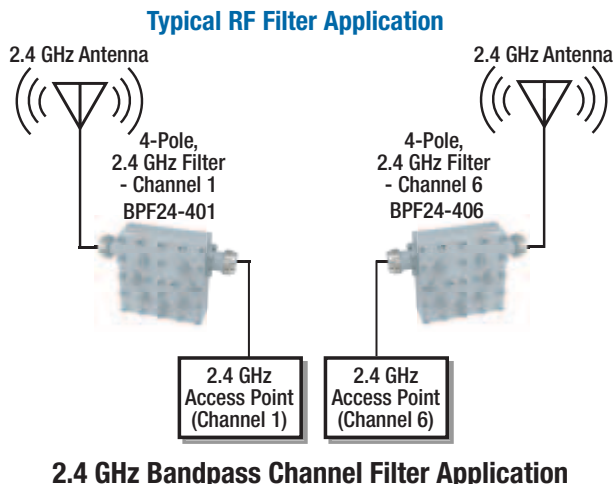 Typical RF Filter Application
2.4 GHz Antenna
2.4 GHz Antenna
4-Pole,
2.4 GHz Filter
- Channel 1
BPF24-401
4-Pole,
2.4 GHz Filter
- Channel 6
BPF24-406
2.4 GHz
Access Point
(Channel 1)
2.4 GHz
Access Point
(Channel 6)
2.4 GHz Bandpass Channel Filter Application